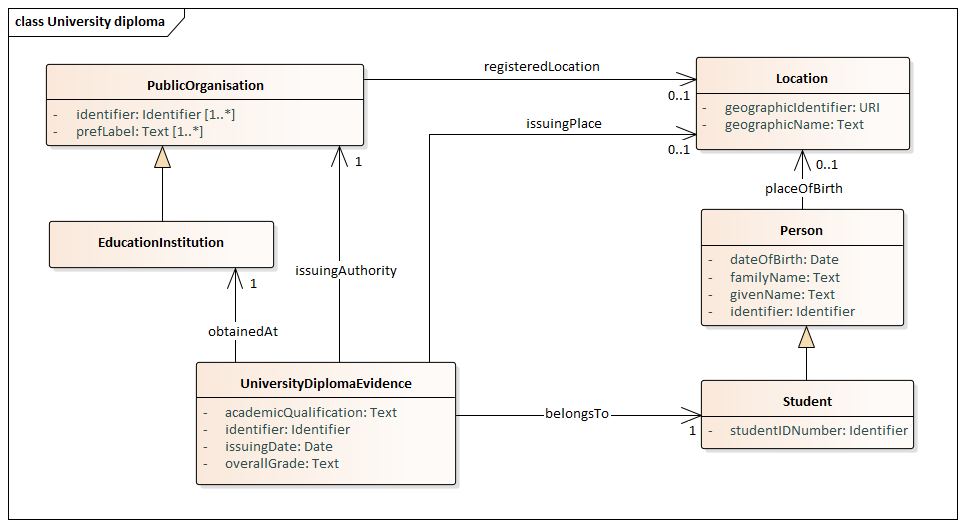 class University diploma
PublicOrganisation
- identifier: Identifier [1..*]
- prefLabel: Text [1..*]
registeredLocation
0..1
Location
- geographicIdentifier: URI
- geographicName: Text
issuingPlace
0..1
1
0..1
placeOfBirth
EducationInstitution
Person
- dateOfBirth: Date
- familyName: Text
- givenName: Text
- identifier: Identifier
issuingAuthority
1
obtainedAt
UniversityDiplomaEvidence
- academicQualification: Text
- identifier: Identifier
- issuingDate: Date
- overallGrade: Text
belongsTo
1
Student
- studentIDNumber: Identifier